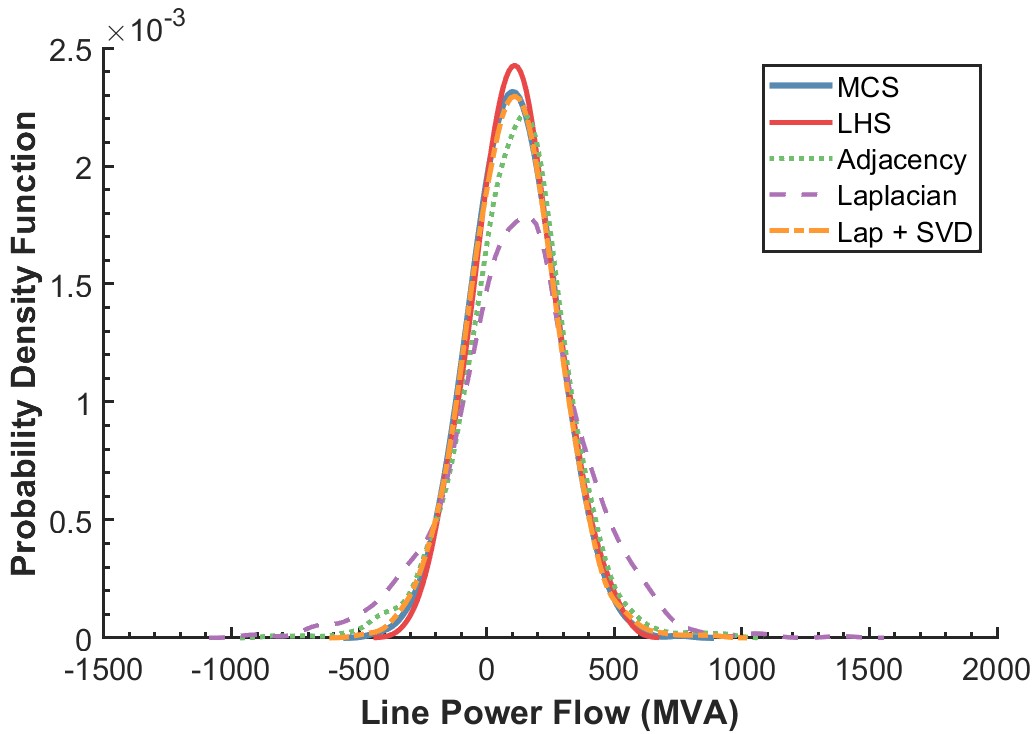 ×10⁻³
2.5
2
1.5
1
0.5
0
Probability Density Function
-1500
-1000
-500
0
500
1000
1500
2000
Line Power Flow (MVA)
MCS
LHS
Adjacency
Laplacian
Lap + SVD